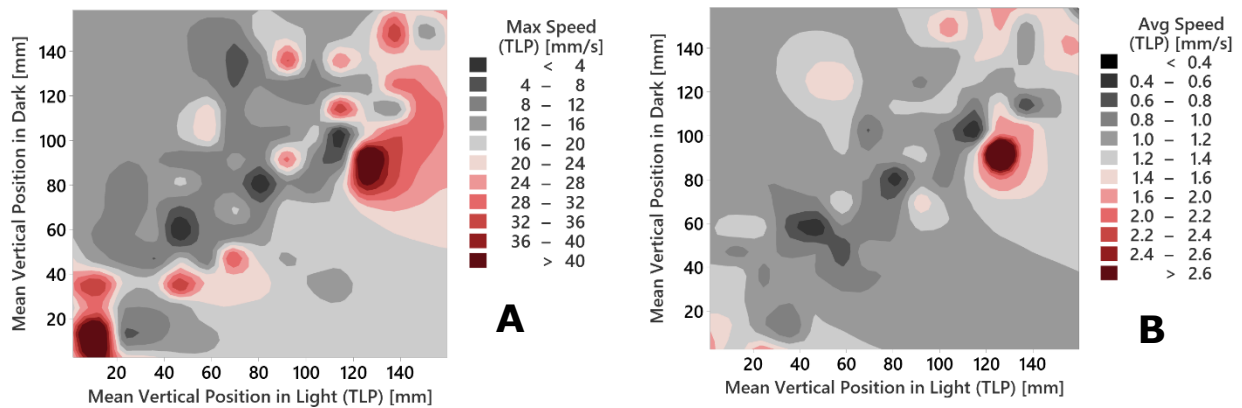 Mean Vertical Position in Dark [mm]
140
120
100
80
60
40
20
20 40 60 80 100 120 140
Mean Vertical Position in Light (TLP) [mm]
Max Speed
(TLP) [mm/s]
< 4
4 – 8
8 – 12
12 – 16
16 – 20
20 – 24
24 – 28
28 – 32
32 – 36
36 – 40
> 40
A
Mean Vertical Position in Dark [mm]
140
120
100
80
60
40
20
20 40 60 80 100 120 140
Mean Vertical Position in Light (TLP) [mm]
Avg Speed
(TLP) [mm/s]
< 0.4
0.4 – 0.6
0.6 – 0.8
0.8 – 1.0
1.0 – 1.2
1.2 – 1.4
1.4 – 1.6
1.6 – 2.0
2.0 – 2.2
2.2 – 2.4
2.4 – 2.6
> 2.6
B